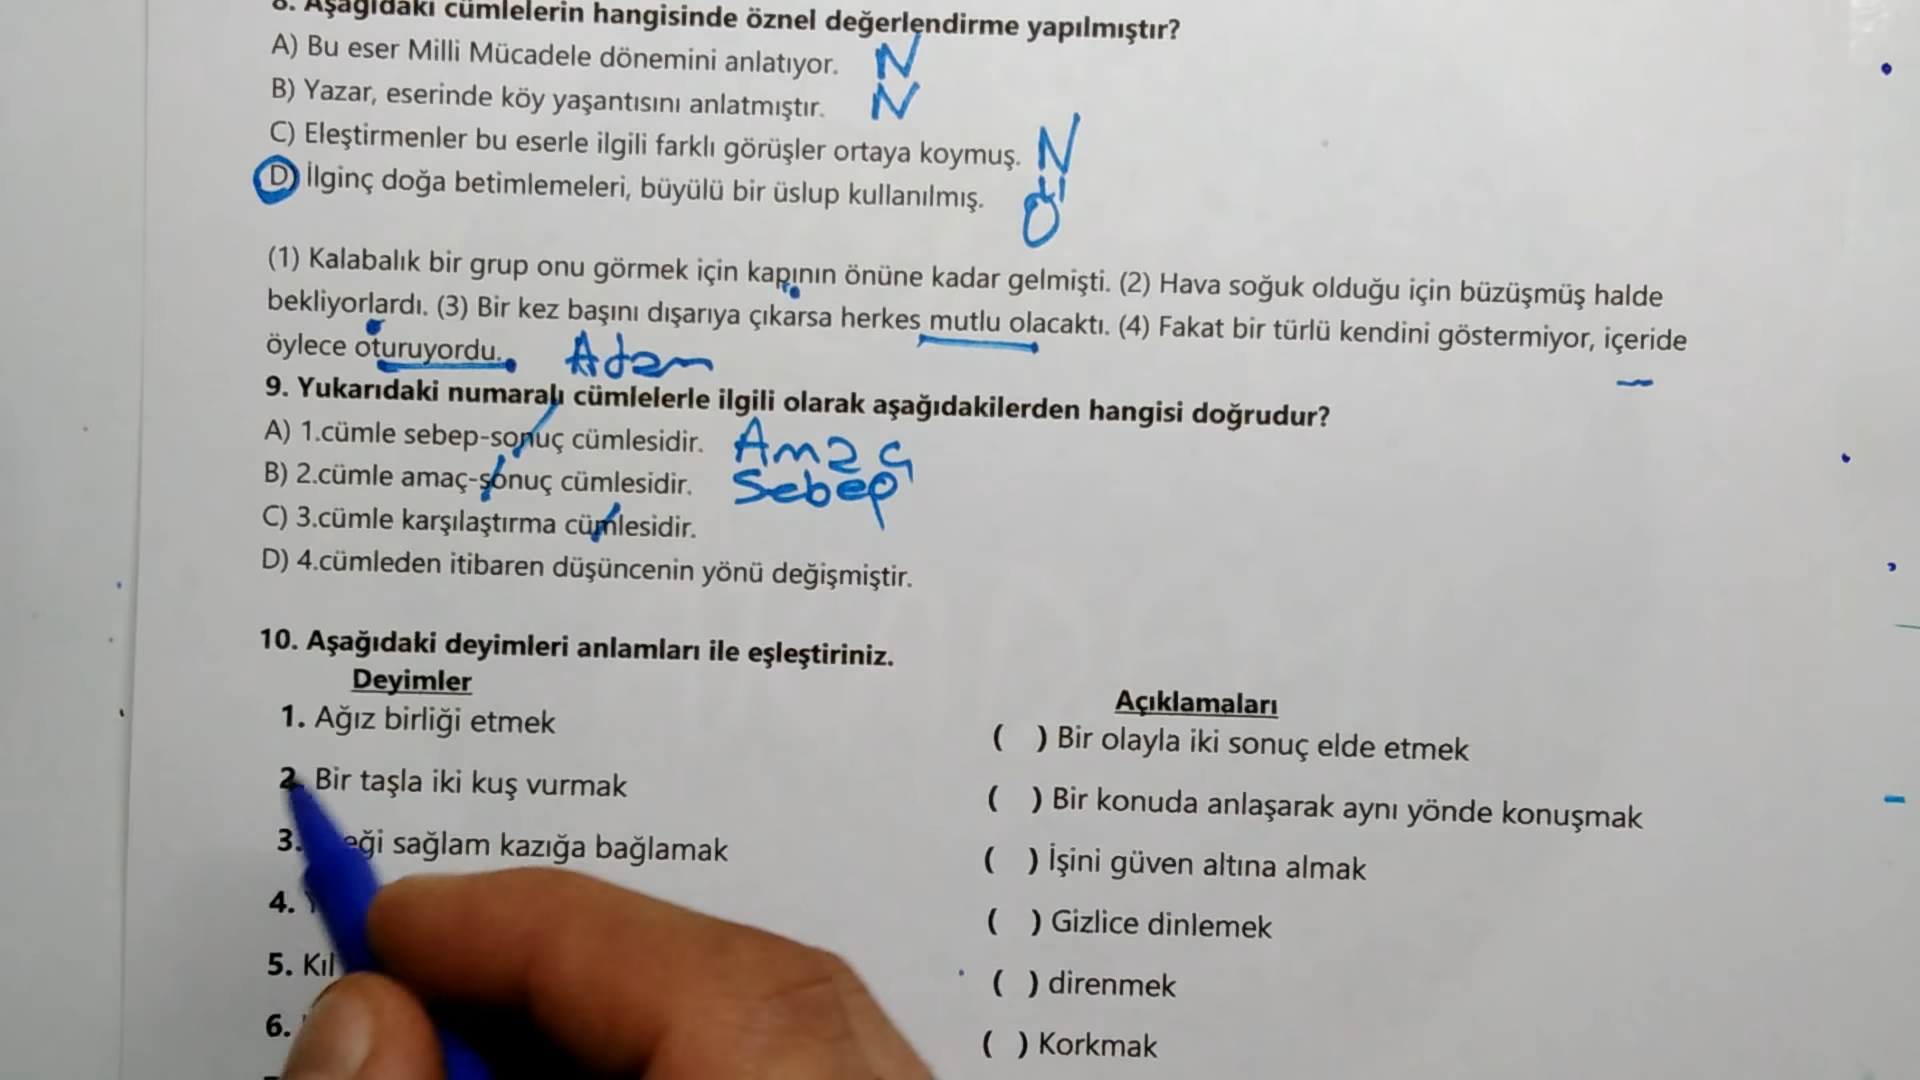 8. Aşağıdaki cümlelerin hangisinde öznel değerlendirme yapılmıştır?
A) Bu eser Milli Mücadele dönemini anlatıyor. N
B) Yazar, eserinde köy yaşantısını anlatmıştır. N
C) Eleştirmenler bu eserle ilgili farklı görüşler ortaya koymuş. N
D) İlginç doğa betimlemeleri, büyülü bir üslup kullanılmış. Ö
(1) Kalabalık bir grup onu görmek için kapının önüne kadar gelmişti. (2) Hava soğuk olduğu için büzüşmüş halde
bekliyorlardı. (3) Bir kez başını dışarıya çıkarsa herkes mutlu olacaktı. (4) Fakat bir türlü kendini göstermiyor, içeride
öylece oturuyordu. Adam
9. Yukarıdaki numaralı cümlelerle ilgili olarak aşağıdakilerden hangisi doğrudur?
A) 1.cümle sebep-sonuç cümlesidir. Amaç
B) 2.cümle amaç-sonuç cümlesidir. Sebep
C) 3.cümle karşılaştırma cümlesidir.
D) 4.cümleden itibaren düşüncenin yönü değişmiştir.
10. Aşağıdaki deyimleri anlamları ile eşleştiriniz.
Deyimler
Açıklamaları
1. Ağız birliği etmek
( ) Bir olayla iki sonuç elde etmek
2. Bir taşla iki kuş vurmak
( ) Bir konuda anlaşarak aynı yönde konuşmak
3. sağlam kazığa bağlamak
( ) İşini güven altına almak
4.
( ) Gizlice dinlemek
5. Kıl
( ) direnmek
6.
( ) Korkmak